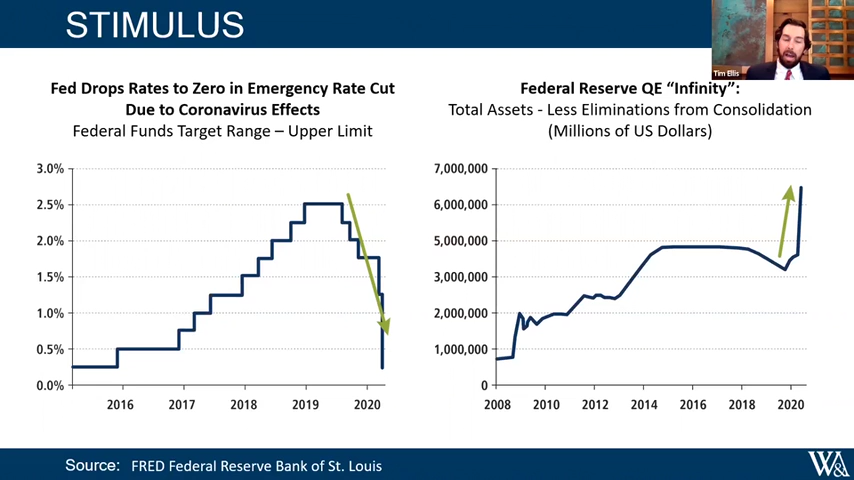 STIMULUS
Tim Ellis
Fed Drops Rates to Zero in Emergency Rate Cut
Due to Coronavirus Effects
Federal Funds Target Range – Upper Limit
3.0%
2.5%
2.0%
1.5%
1.0%
0.5%
0.0%
2016 2017 2018 2019 2020
Federal Reserve QE “Infinity”:
Total Assets - Less Eliminations from Consolidation
(Millions of US Dollars)
7,000,000
6,000,000
5,000,000
3,000,000
2,000,000
1,000,000
0
2008 2010 2012 2014 2016 2018 2020
Source: FRED Federal Reserve Bank of St. Louis
WA&